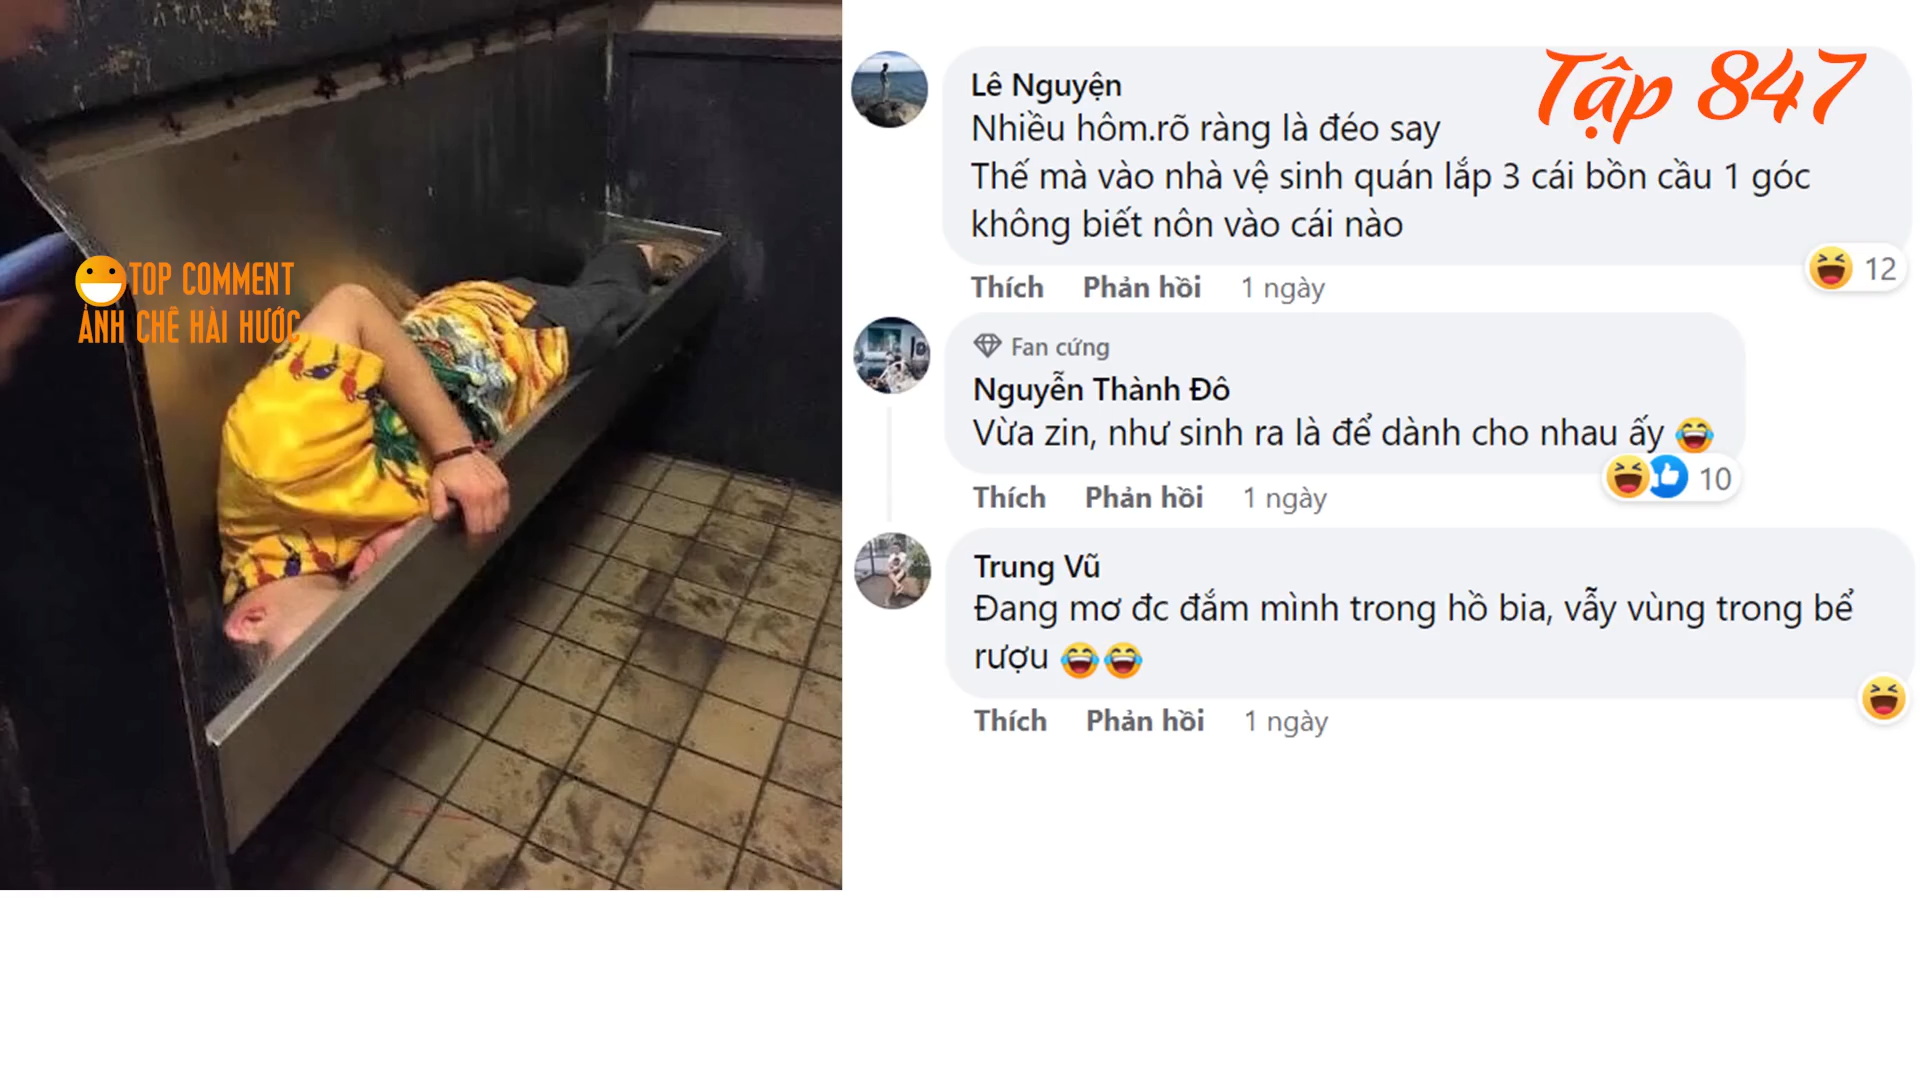 TOP COMMENT
ẢNH CHẾ HÀI HƯỚC
Tập 847
Lê Nguyện
Nhiều hôm.rõ ràng là đéo say
Thế mà vào nhà vệ sinh quán lắp 3 cái bồn cầu 1 góc
không biết nôn vào cái nào
12
Thích Phản hồi 1 ngày
Fan cứng
Nguyễn Thành Đô
Vừa zin, như sinh ra là để dành cho nhau ấy 😂
10
Thích Phản hồi 1 ngày
Trung Vũ
Đang mơ đc đắm mình trong hồ bia, vẫy vùng trong bể
rượu 😂😂
Thích Phản hồi 1 ngày